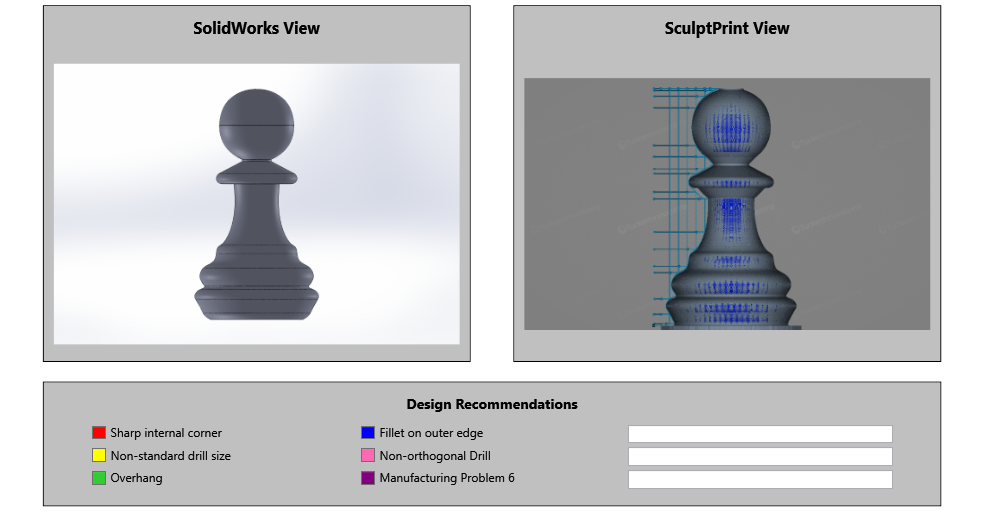 SolidWorks View
SculptPrint View
Design Recommendations
Sharp internal corner
Fillet on outer edge
Non-standard drill size
Non-orthogonal Drill
Overhang
Manufacturing Problem 6